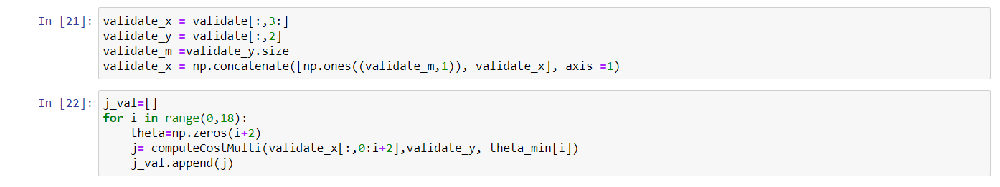 In [21]: validate_x = validate[:,3:]
validate_y = validate[:,2]
validate_m =validate_y.size
validate_x = np.concatenate([np.ones((validate_m,1)), validate_x], axis =1)
In [22]: j_val=[]
for i in range(0,18):
    theta=np.zeros(i+2)
    j= computeCostMulti(validate_x[:,0:i+2],validate_y, theta_min[i])
    j_val.append(j)